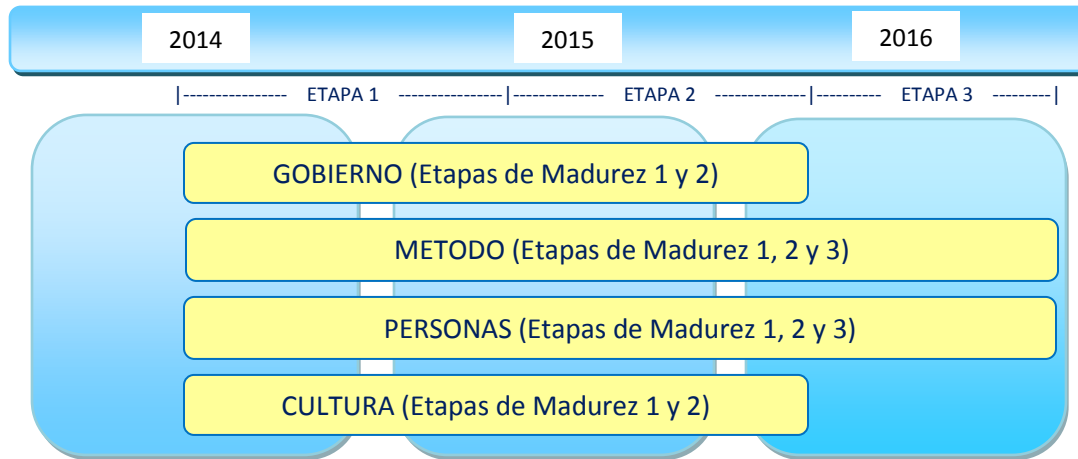 2014 2015 2016
|---------------- ETAPA 1 ----------------|-------------- ETAPA 2 --------------|---------- ETAPA 3 ---------|
GOBIERNO (Etapas de Madurez 1 y 2)
METODO (Etapas de Madurez 1, 2 y 3)
PERSONAS (Etapas de Madurez 1, 2 y 3)
CULTURA (Etapas de Madurez 1 y 2)